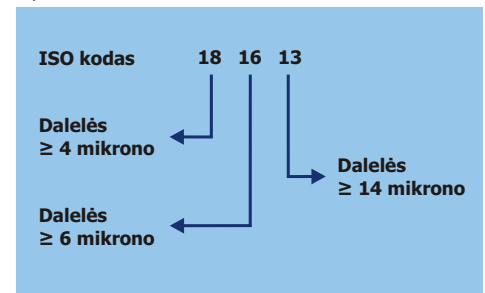 ISO kodas 18 16 13
Dalelės
≥ 4 mikrono
Dalelės
≥ 14 mikrono
Dalelės
≥ 6 mikrono